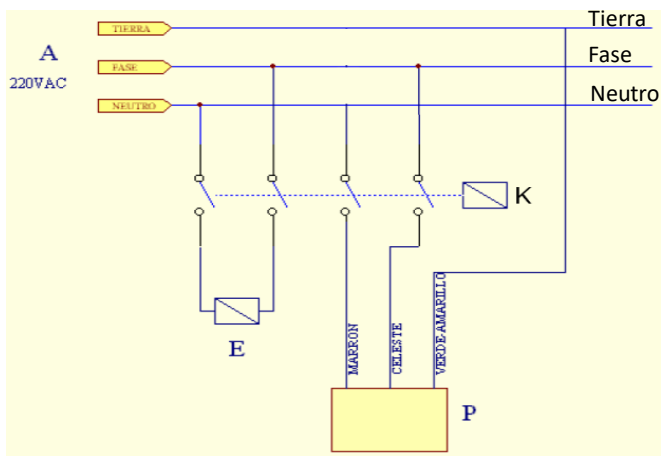 TIERRA
Tierra
A
220VAC
FASE
Fase
NEUTRO
Neutro
K
E
MARRON
CELESTE
VERDE-AMARILLO
P